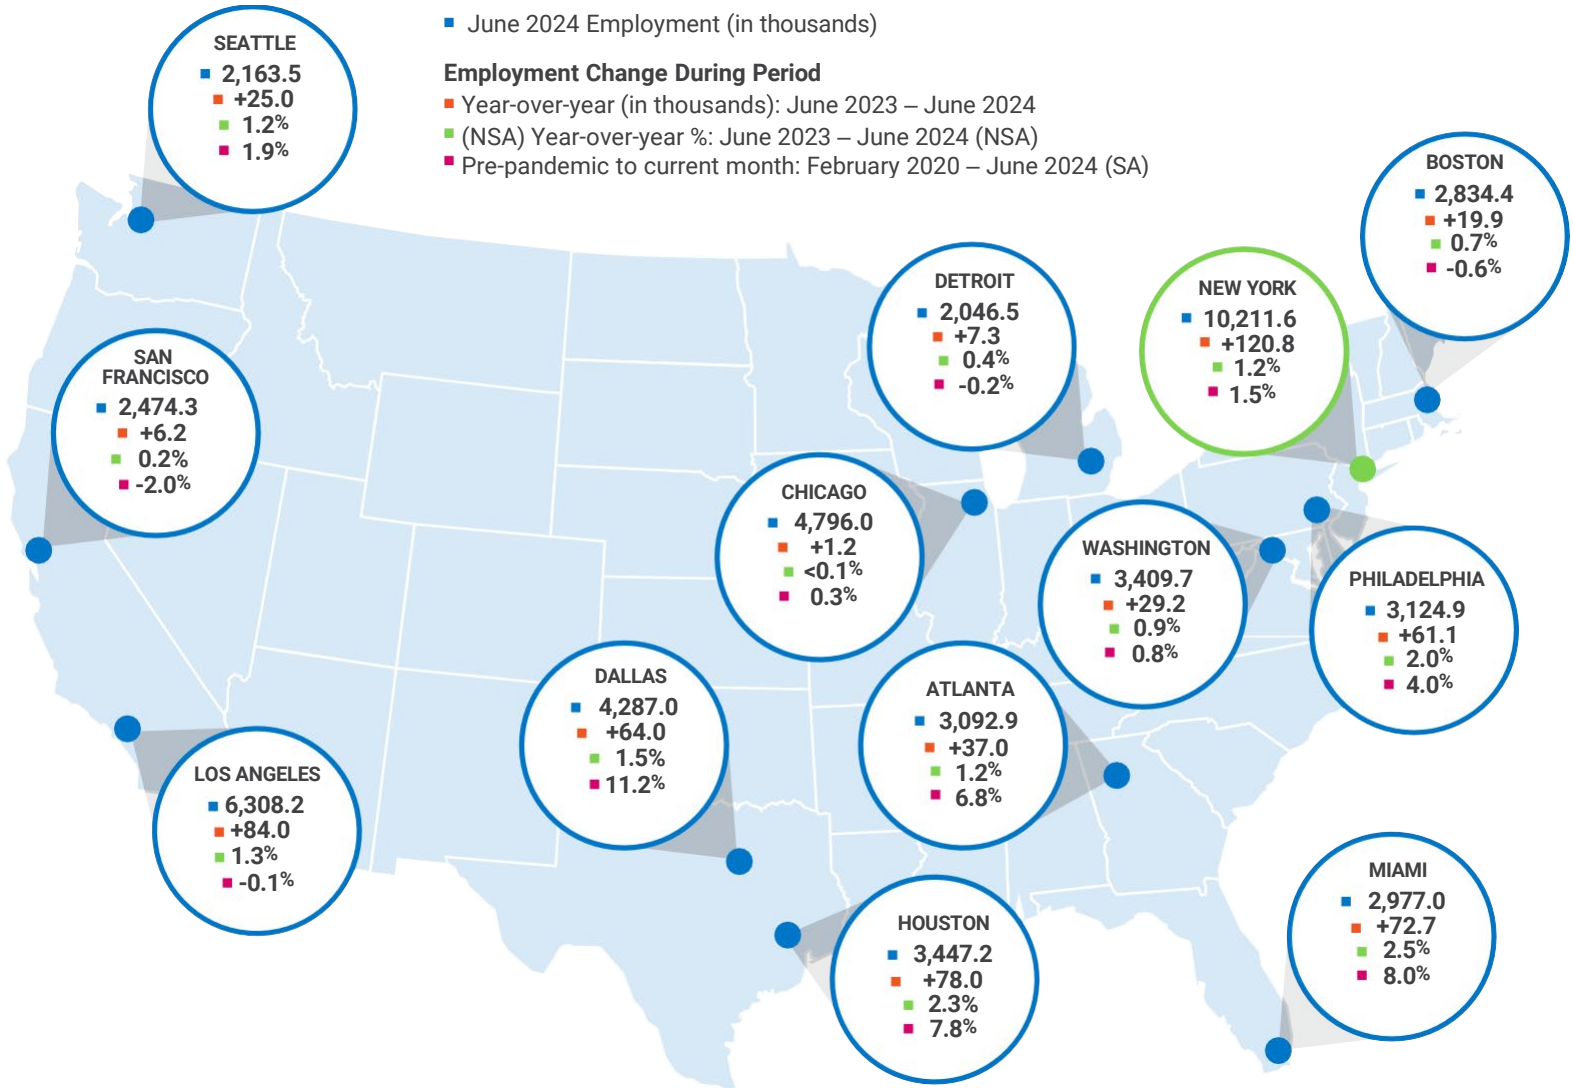 June 2024 Employment (in thousands)
Employment Change During Period
Year-over-year (in thousands): June 2023 – June 2024
(NSA) Year-over-year %: June 2023 – June 2024 (NSA)
Pre-pandemic to current month: February 2020 – June 2024 (SA)
SEATTLE
2,163.5
+25.0
1.2%
1.9%
BOSTON
2,834.4
+19.9
0.7%
-0.6%
DETROIT
2,046.5
+7.3
0.4%
-0.2%
NEW YORK
10,211.6
+120.8
1.2%
1.5%
SAN
FRANCISCO
2,474.3
+6.2
0.2%
-2.0%
CHICAGO
4,796.0
+1.2
<0.1%
0.3%
WASHINGTON
3,409.7
+29.2
0.9%
0.8%
PHILADELPHIA
3,124.9
+61.1
2.0%
4.0%
DALLAS
4,287.0
+64.0
1.5%
11.2%
ATLANTA
3,092.9
+37.0
1.2%
6.8%
LOS ANGELES
6,308.2
+84.0
1.3%
-0.1%
HOUSTON
3,447.2
+78.0
2.3%
7.8%
MIAMI
2,977.0
+72.7
2.5%
8.0%